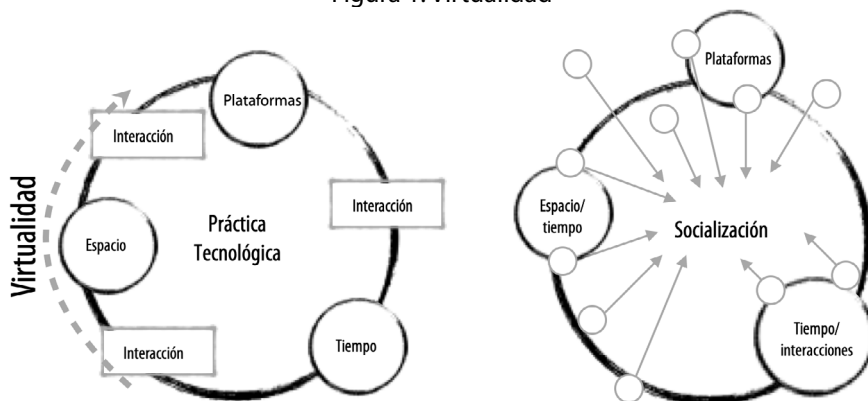 Figura 1. Virtualidad
Virtualidad
Plataformas
Interacción
Interacción
Práctica
Tecnológica
Espacio
Interacción
Tiempo
Plataformas
Espacio/
tiempo
Socialización
Tiempo/
interacciones